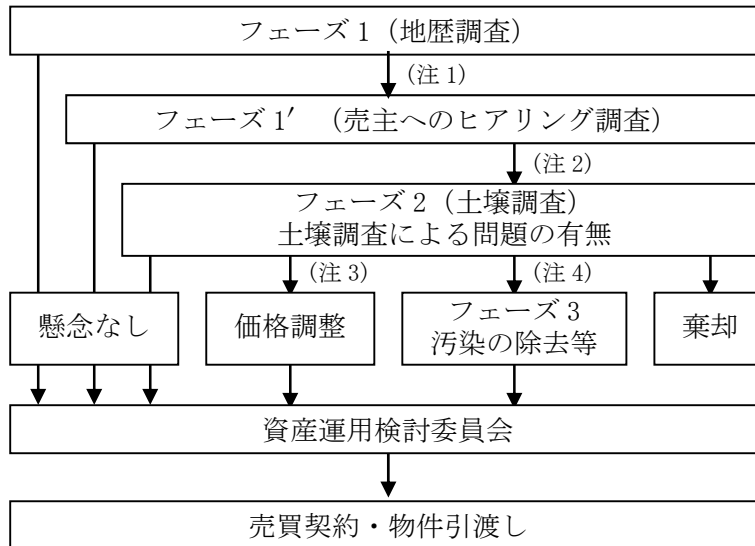 フェーズ1（地歴調査）
（注1）
フェーズ1′ （売主へのヒアリング調査）
（注2）
フェーズ2（土壌調査）
土壌調査による問題の有無
（注3）
（注4）
懸念なし
価格調整
フェーズ3
汚染の除去等
棄却
資産運用検討委員会
売買契約・物件引渡し